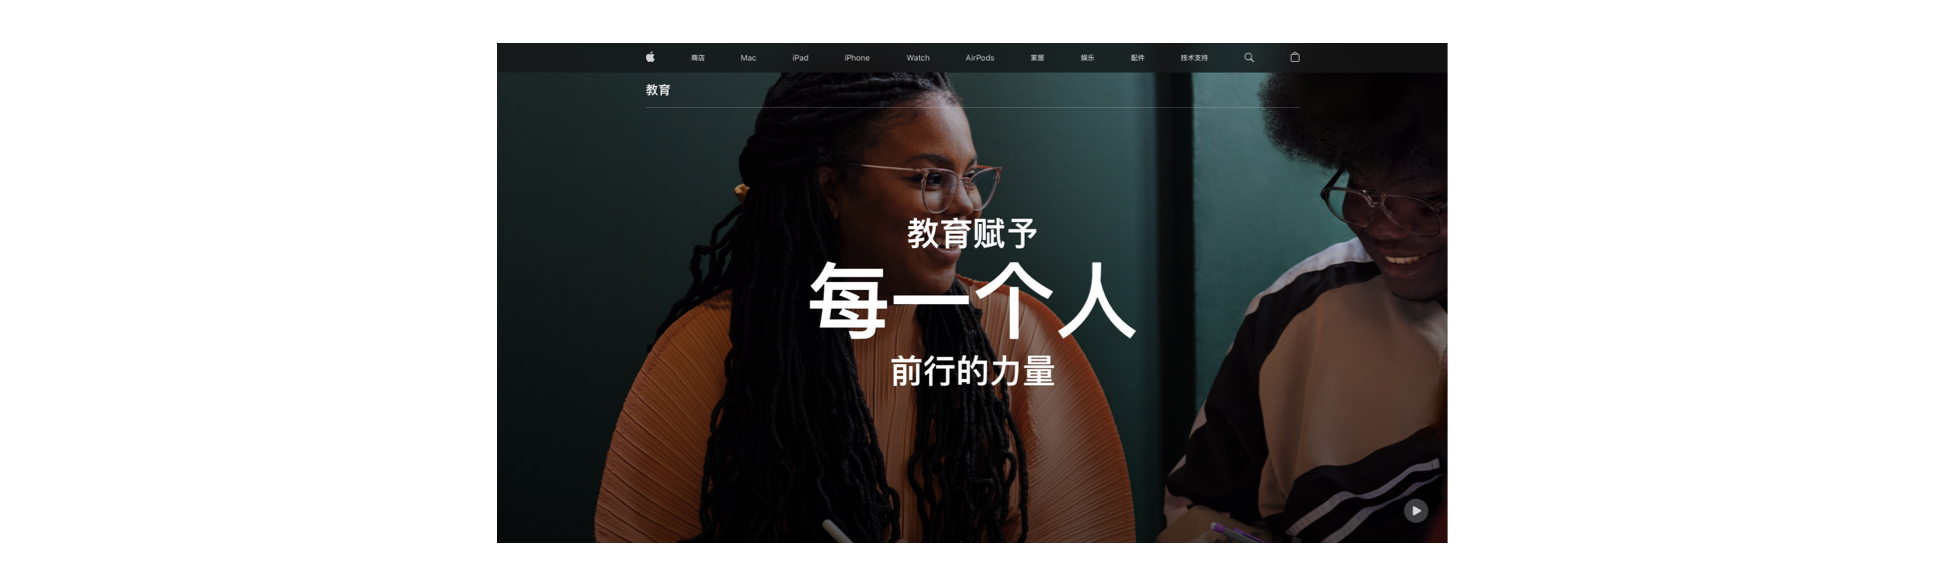 商店 Mac iPad iPhone Watch AirPods 家居 娱乐 配件 技术支持
教育
教育赋予
每一个人
前行的力量